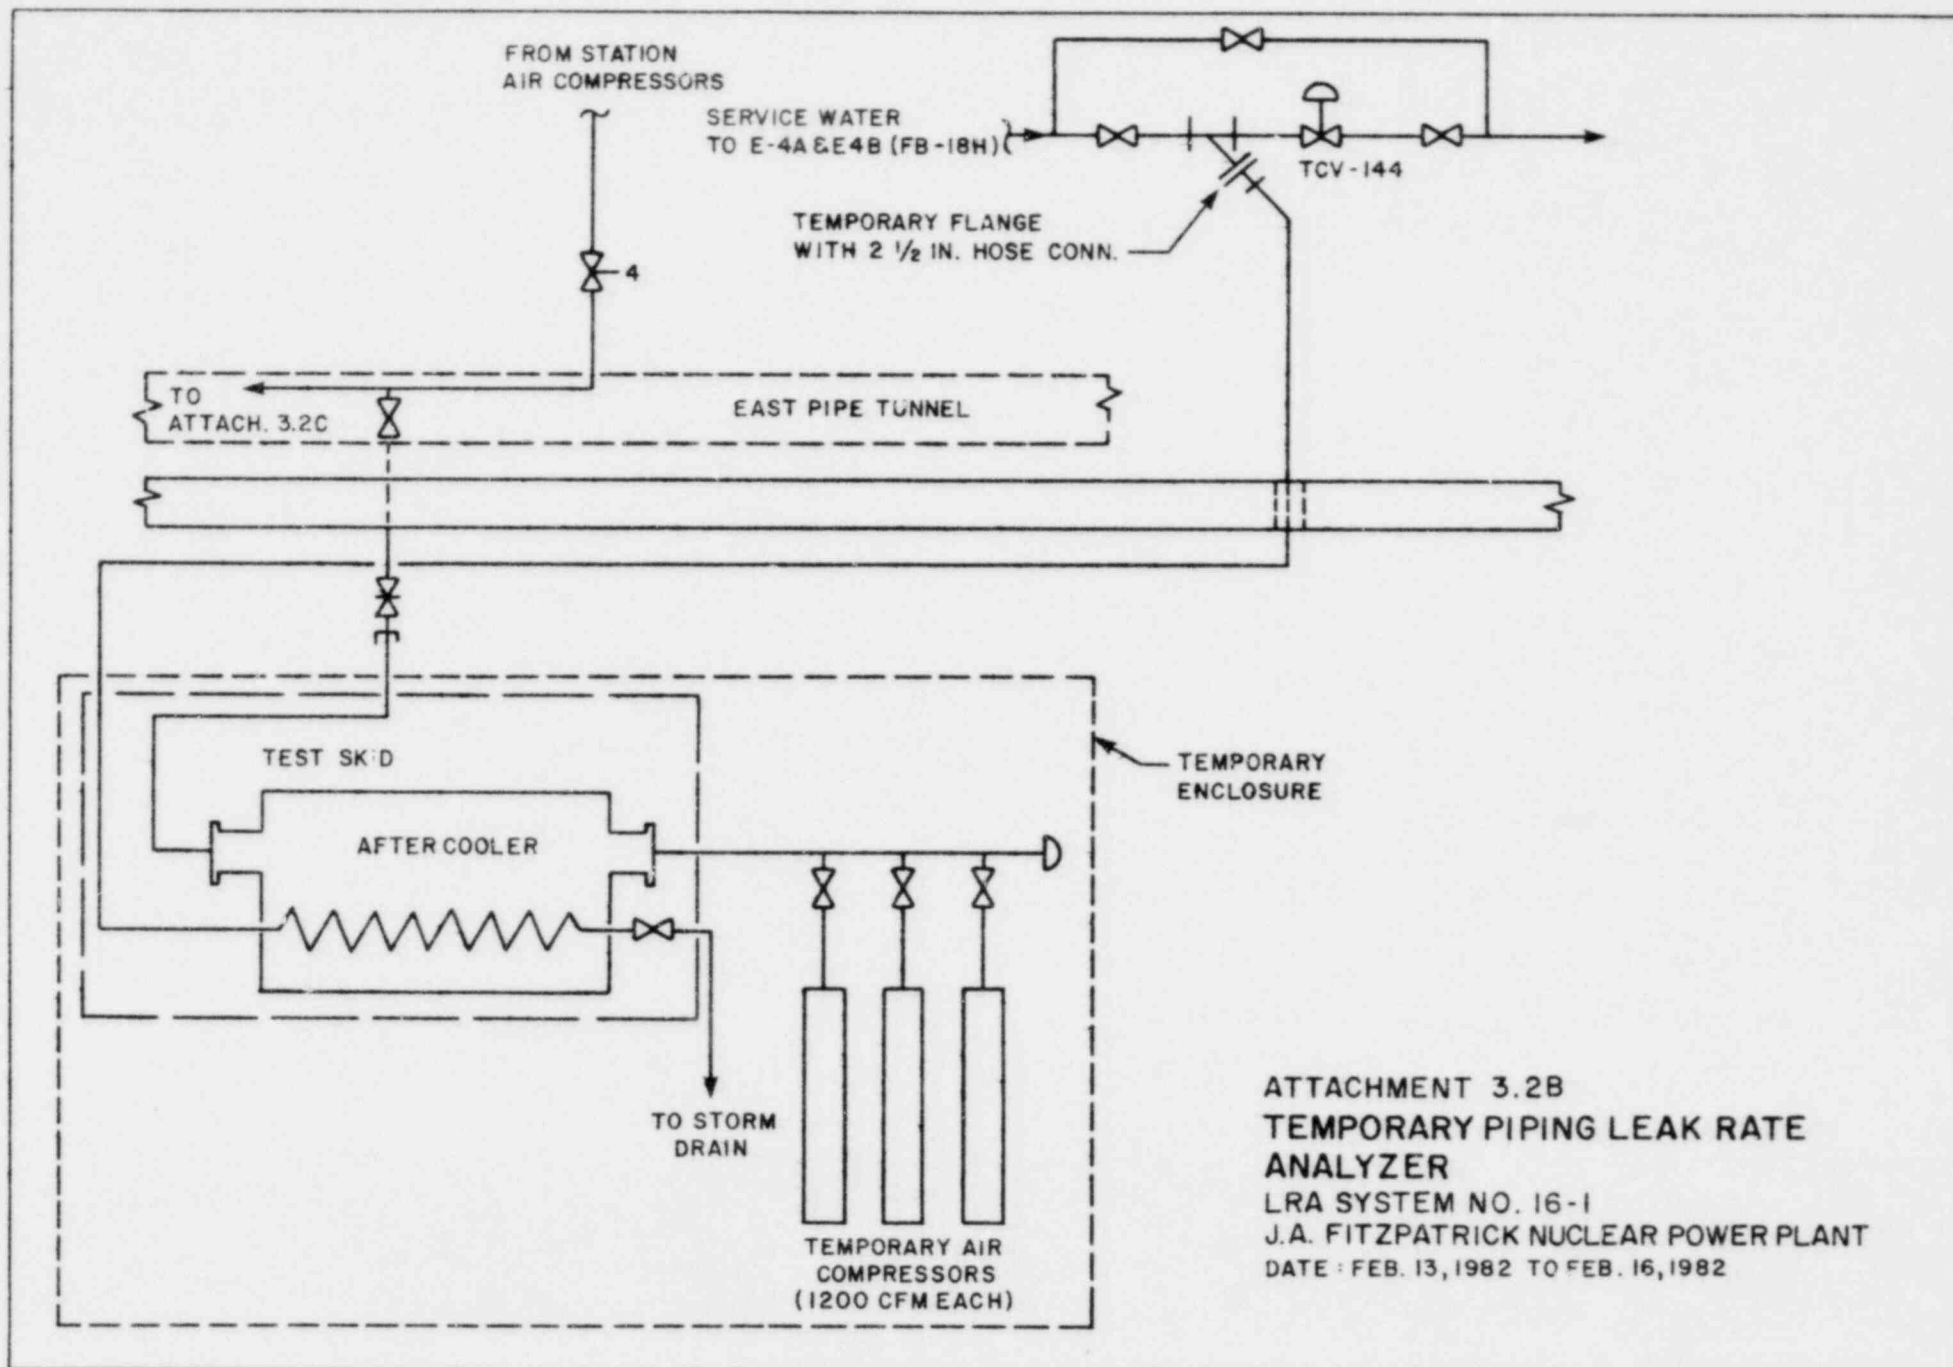 FROM STATION
AIR COMPRESSORS
SERVICE WATER
TO E-4A & E4B (FB-18H)
TCV-144
TEMPORARY FLANGE
WITH 2 1/2 IN. HOSE CONN.
4
TO
ATTACH. 3.2C
EAST PIPE TUNNEL
TEST SKID
TEMPORARY
ENCLOSURE
AFTERCOOLER
TO STORM
DRAIN
TEMPORARY AIR
COMPRESSORS
(1200 CFM EACH)
ATTACHMENT 3.2B
TEMPORARY PIPING LEAK RATE
ANALYZER
LRA SYSTEM NO. 16-1
J.A. FITZPATRICK NUCLEAR POWER PLANT
DATE: FEB. 13, 1982 TO FEB. 16, 1982